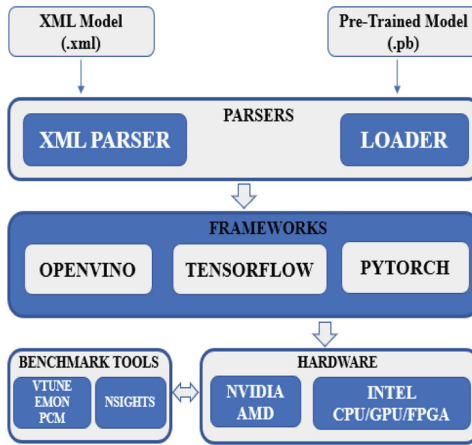 XML Model
(.xml)
Pre-Trained Model
(.pb)
PARSERS
XML PARSER
LOADER
FRAMEWORKS
OPENVINO
TENSORFLOW
PYTORCH
BENCHMARK TOOLS
VTUNE
EMON
PCM
NSIGHTS
HARDWARE
NVIDIA
AMD
INTEL
CPU/GPU/FPGA